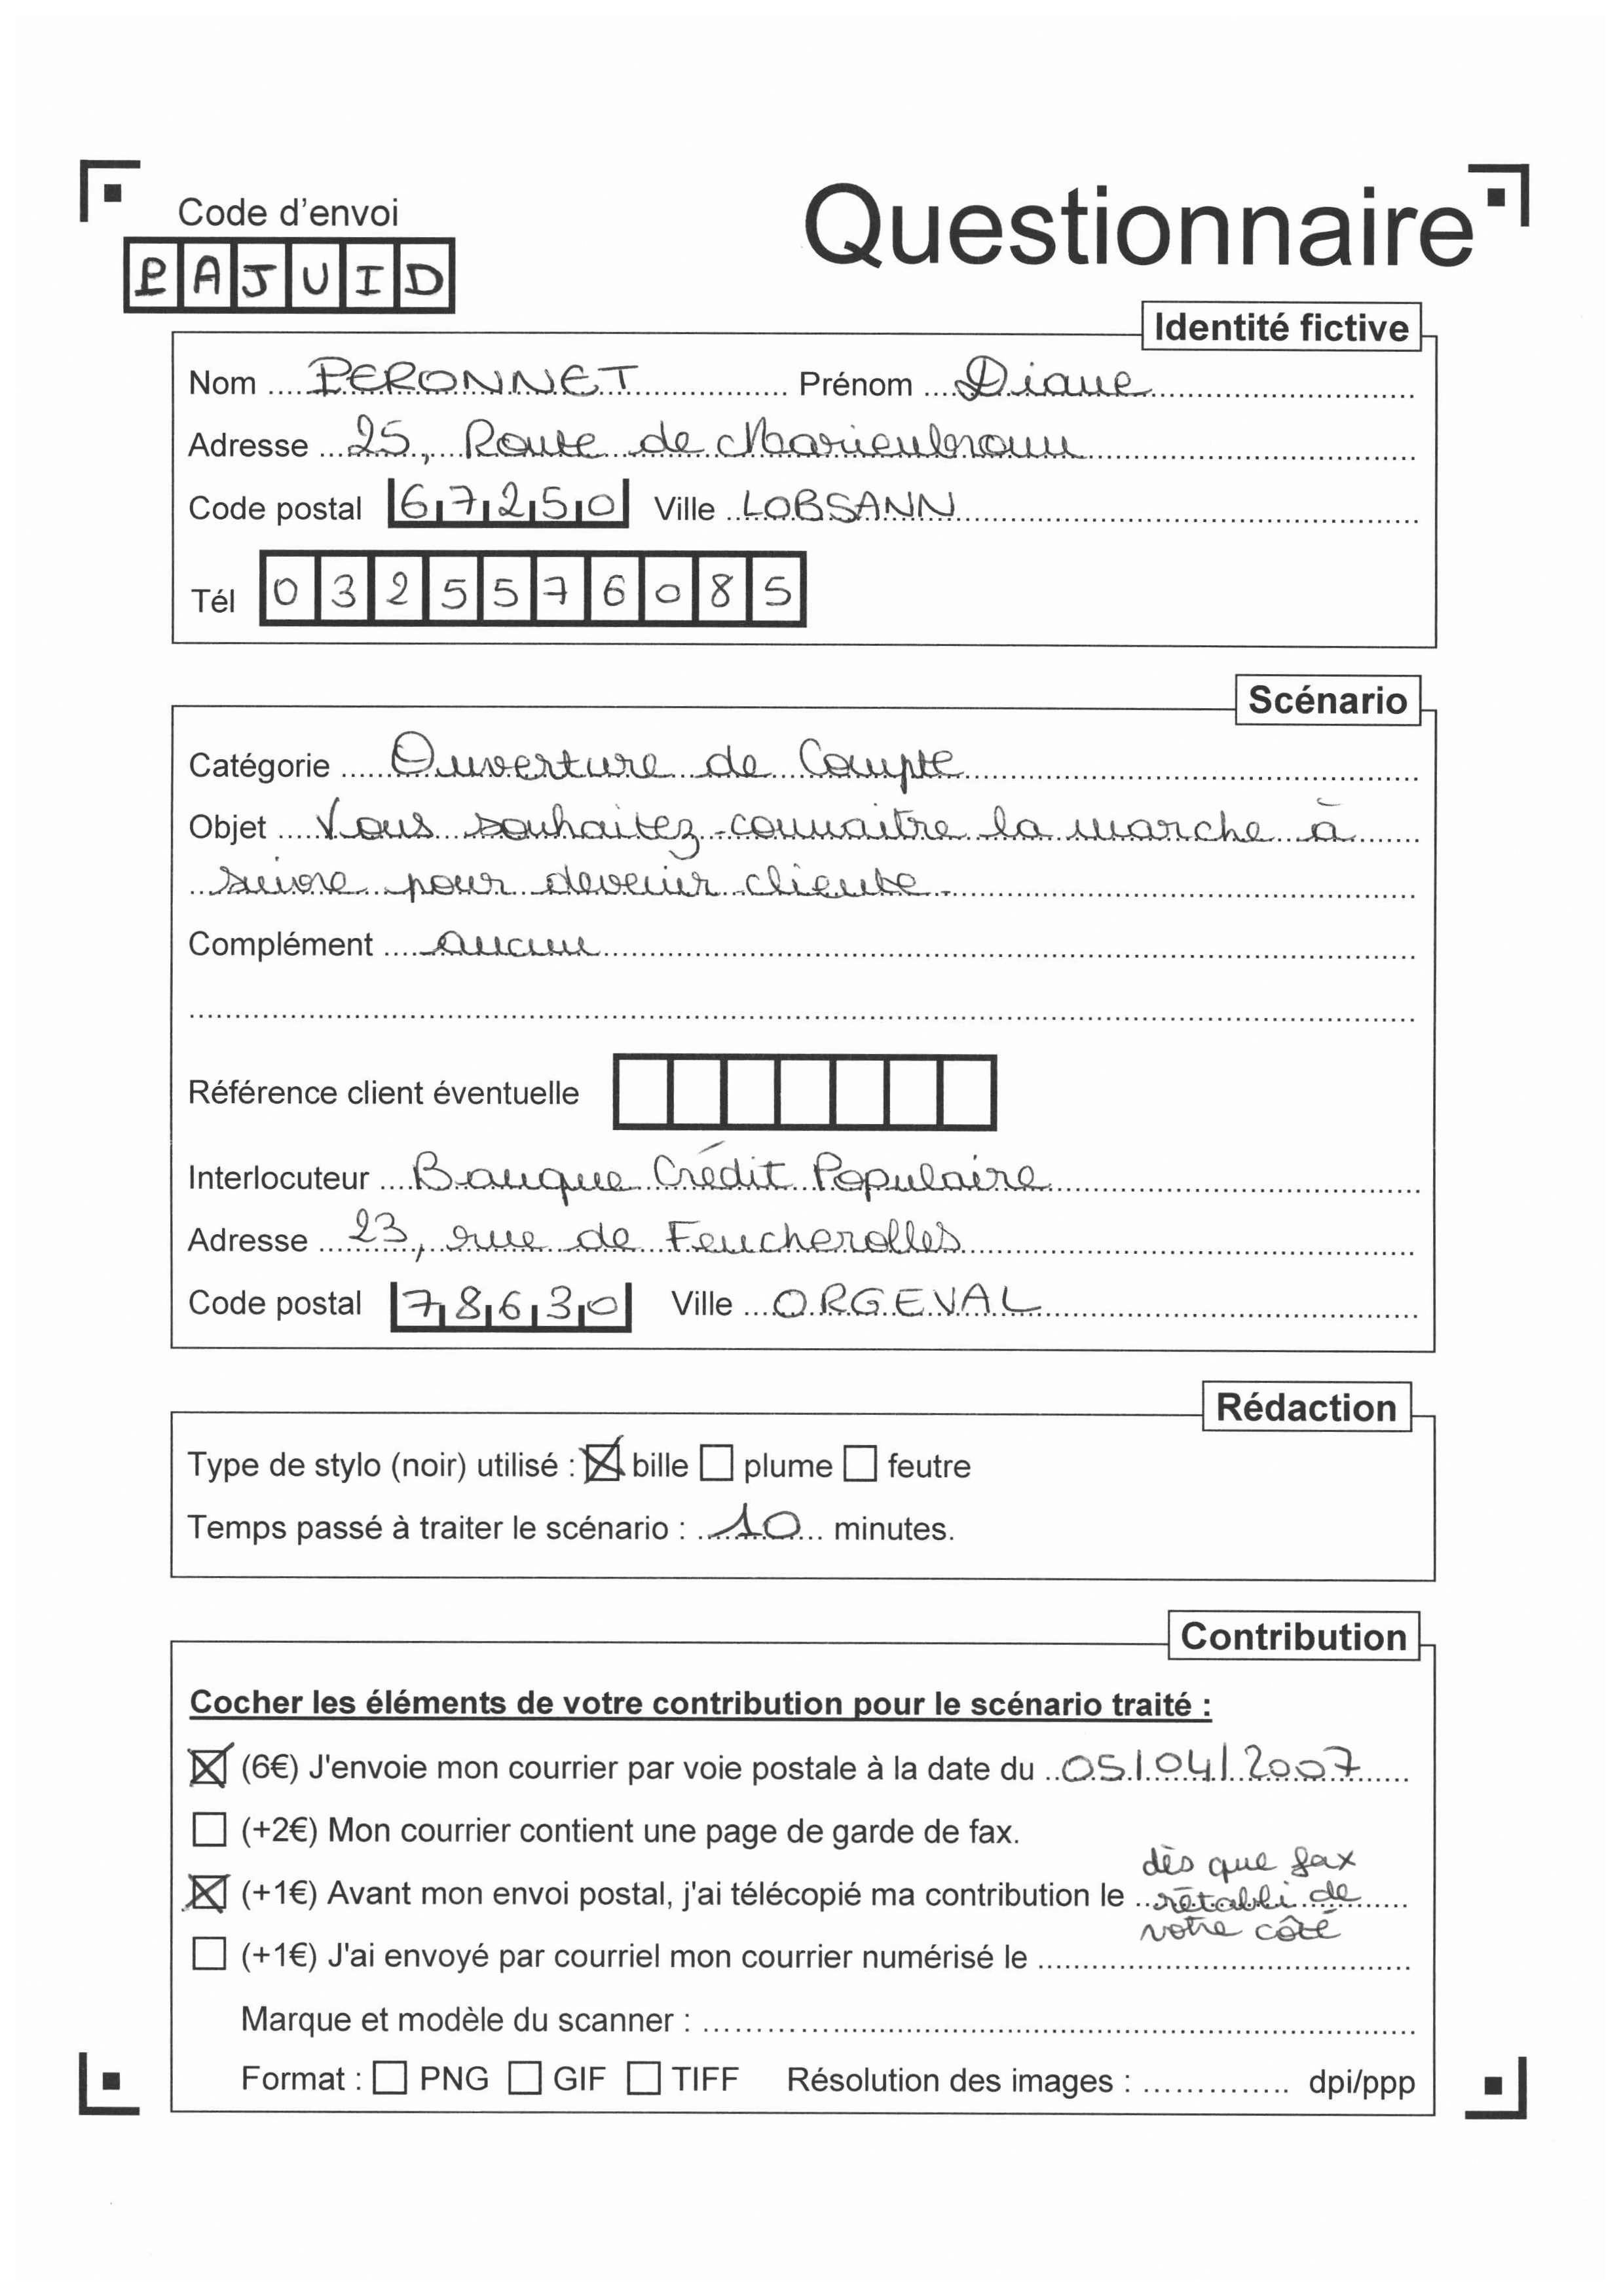 Code d'envoi
Questionnaire
PAJUID
Identité fictive
Nom PERONNET Prénom Diane
Adresse 25, Route de Marienbronn
Code postal 67250 Ville LOBSANN
Tél 0325576085
Scénario
Catégorie Ouverture de Compte
Objet Vous souhaitez connaitre la marche à
suivre pour devenir cliente.
Complément aucun
Référence client éventuelle
Interlocuteur Banque Crédit Populaire
Adresse 23, rue de Feucherolles
Code postal 78630 Ville ORGEVAL
Rédaction
Type de stylo (noir) utilisé : bille plume feutre
Temps passé à traiter le scénario : 10 minutes.
Contribution
Cocher les éléments de votre contribution pour le scénario traité :
(6€) J'envoie mon courrier par voie postale à la date du 05/04/2007
(+2€) Mon courrier contient une page de garde de fax.
(+1€) Avant mon envoi postal, j'ai télécopié ma contribution le dès que fax
rétabli de
votre côté
(+1€) J'ai envoyé par courriel mon courrier numérisé le
Marque et modèle du scanner :
Format : PNG GIF TIFF Résolution des images : dpi/ppp